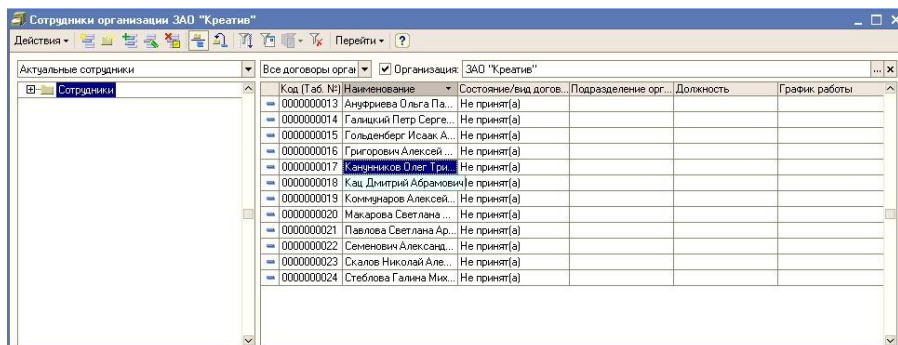 Сотрудники организации ЗАО "Креатив"
Действия Перейти ?
Актуальные сотрудники Все договоры орган Организация: ЗАО "Креатив" ... x
Сотрудники Код (Таб. №) Наименование Состояние/вид догов... Подразделение орг... Должность График работы
0000000013 Ануфриева Ольга Па... Не принят(а)
0000000014 Галицкий Петр Серге... Не принят(а)
0000000015 Гольденберг Исаак А... Не принят(а)
0000000016 Григорович Алексей ... Не принят(а)
0000000017 Канунников Олег Три... Не принят(а)
0000000018 Кац Дмитрий Абрамович Не принят(а)
0000000019 Коммунаров Алексей... Не принят(а)
0000000020 Макарова Светлана ... Не принят(а)
0000000021 Павлова Светлана Ар... Не принят(а)
0000000022 Семенович Александ... Не принят(а)
0000000023 Скалов Николай Але... Не принят(а)
0000000024 Стеблова Галина Мих... Не принят(а)